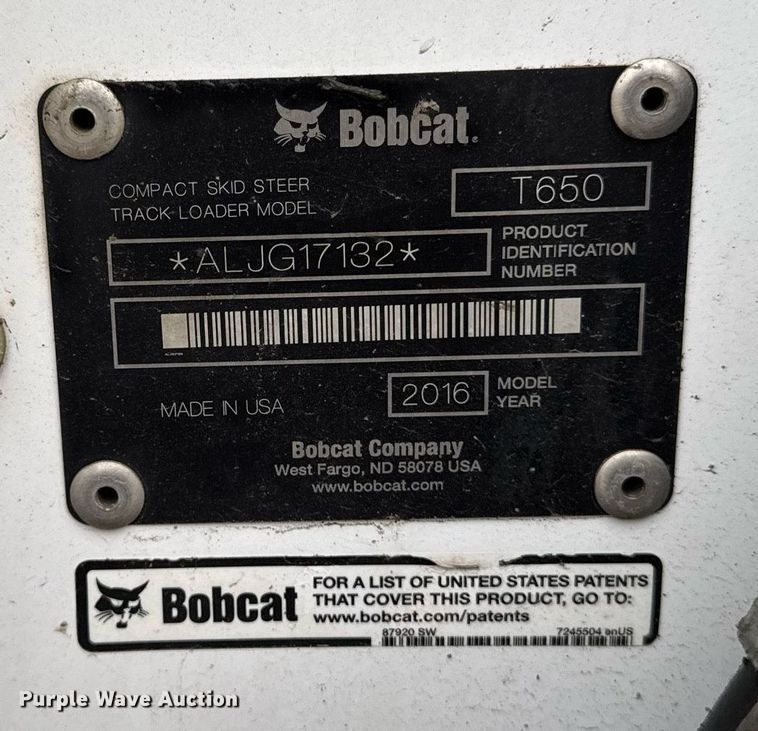 Bobcat.
COMPACT SKID STEER
TRACK LOADER MODEL
T650
*ALJG17132*
PRODUCT
IDENTIFICATION
NUMBER
MADE IN USA
2016
MODEL
YEAR
Bobcat Company
West Fargo, ND 58078 USA
www.bobcat.com
Bobcat
FOR A LIST OF UNITED STATES PATENTS
THAT COVER THIS PRODUCT, GO TO:
www.bobcat.com/patents
87920 SW
7245504 enUS
Purple Wave Auction